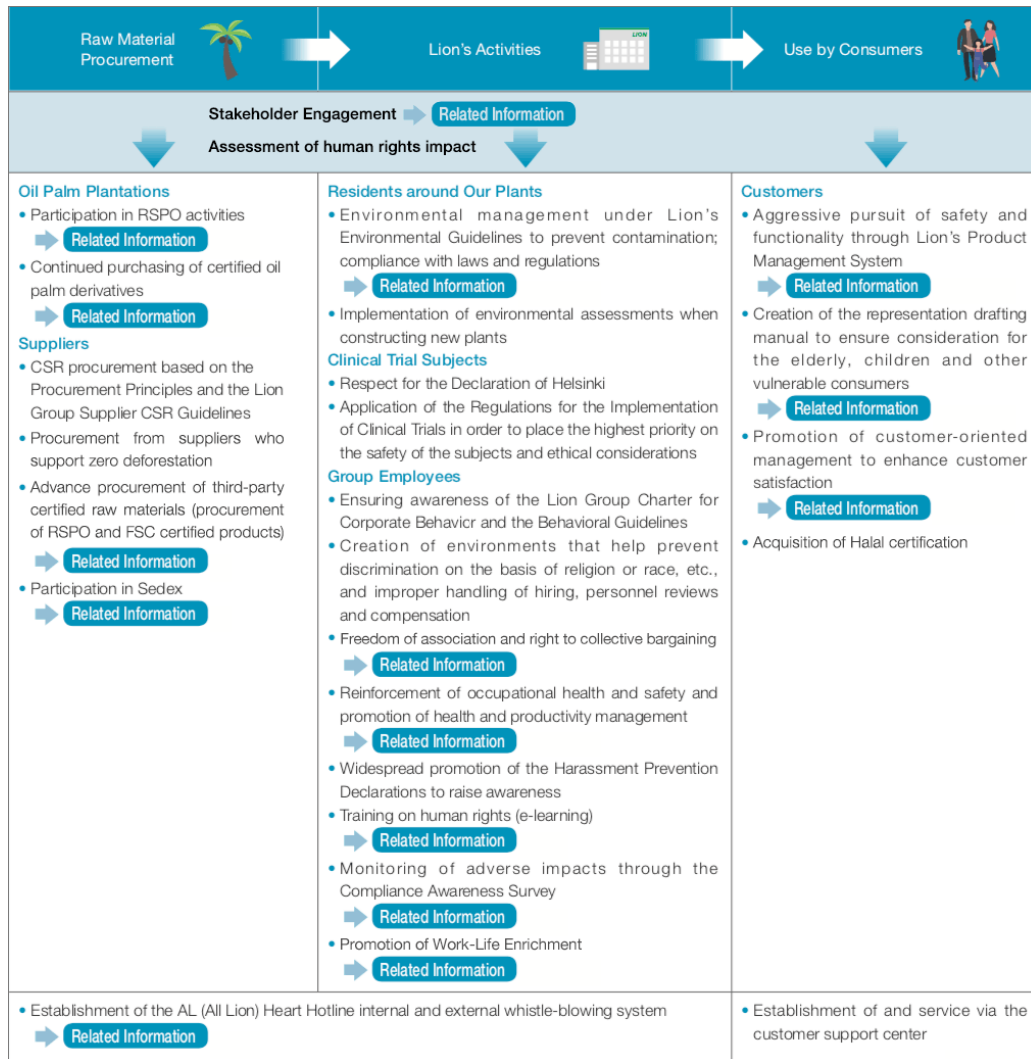 Raw Material
Procurement
Lion's Activities
LION
Use by Consumers
Stakeholder Engagement Related Information
Assessment of human rights impact
Oil Palm Plantations
• Participation in RSPO activities
Related Information
• Continued purchasing of certified oil
palm derivatives
Related Information
Suppliers
• CSR procurement based on the
Procurement Principles and the Lion
Group Supplier CSR Guidelines
• Procurement from suppliers who
support zero deforestation
• Advance procurement of third-party
certified raw materials (procurement
of RSPO and FSC certified products)
Related Information
• Participation in Sedex
Related Information
Residents around Our Plants
• Environmental management under Lion's
Environmental Guidelines to prevent contamination;
compliance with laws and regulations
Related Information
• Implementation of environmental assessments when
constructing new plants
Clinical Trial Subjects
• Respect for the Declaration of Helsinki
• Application of the Regulations for the Implementation
of Clinical Trials in order to place the highest priority on
the safety of the subjects and ethical considerations
Group Employees
• Ensuring awareness of the Lion Group Charter for
Corporate Behavior and the Behavioral Guidelines
• Creation of environments that help prevent
discrimination on the basis of religion or race, etc.,
and improper handling of hiring, personnel reviews
and compensation
• Freedom of association and right to collective bargaining
Related Information
• Reinforcement of occupational health and safety and
promotion of health and productivity management
Related Information
• Widespread promotion of the Harassment Prevention
Declarations to raise awareness
• Training on human rights (e-learning)
Related Information
• Monitoring of adverse impacts through the
Compliance Awareness Survey
Related Information
• Promotion of Work-Life Enrichment
Related Information
Customers
• Aggressive pursuit of safety and
functionality through Lion's Product
Management System
Related Information
• Creation of the representation drafting
manual to ensure consideration for
the elderly, children and other
vulnerable consumers
Related Information
• Promotion of customer-oriented
management to enhance customer
satisfaction
Related Information
• Acquisition of Halal certification
• Establishment of the AL (All Lion) Heart Hotline internal and external whistle-blowing system
Related Information
• Establishment of and service via the
customer support center